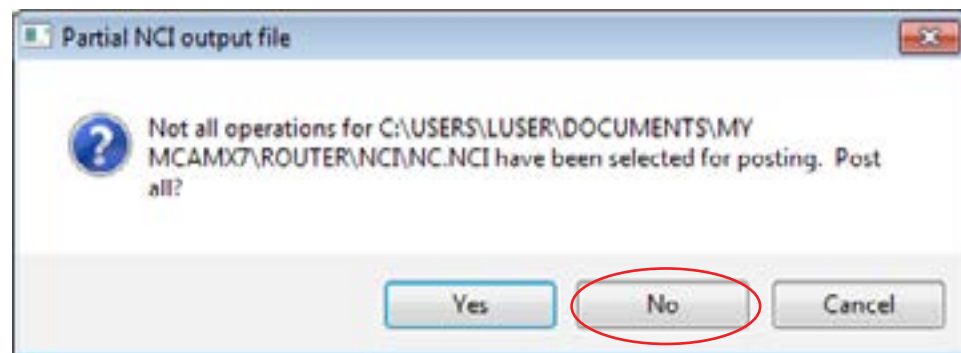 Partial NCI output file
Not all operations for C:\USERS\LUSER\DOCUMENTS\MY
MCAMX7\ROUTER\NCI\NC.NCI have been selected for posting. Post
all?
Yes No Cancel